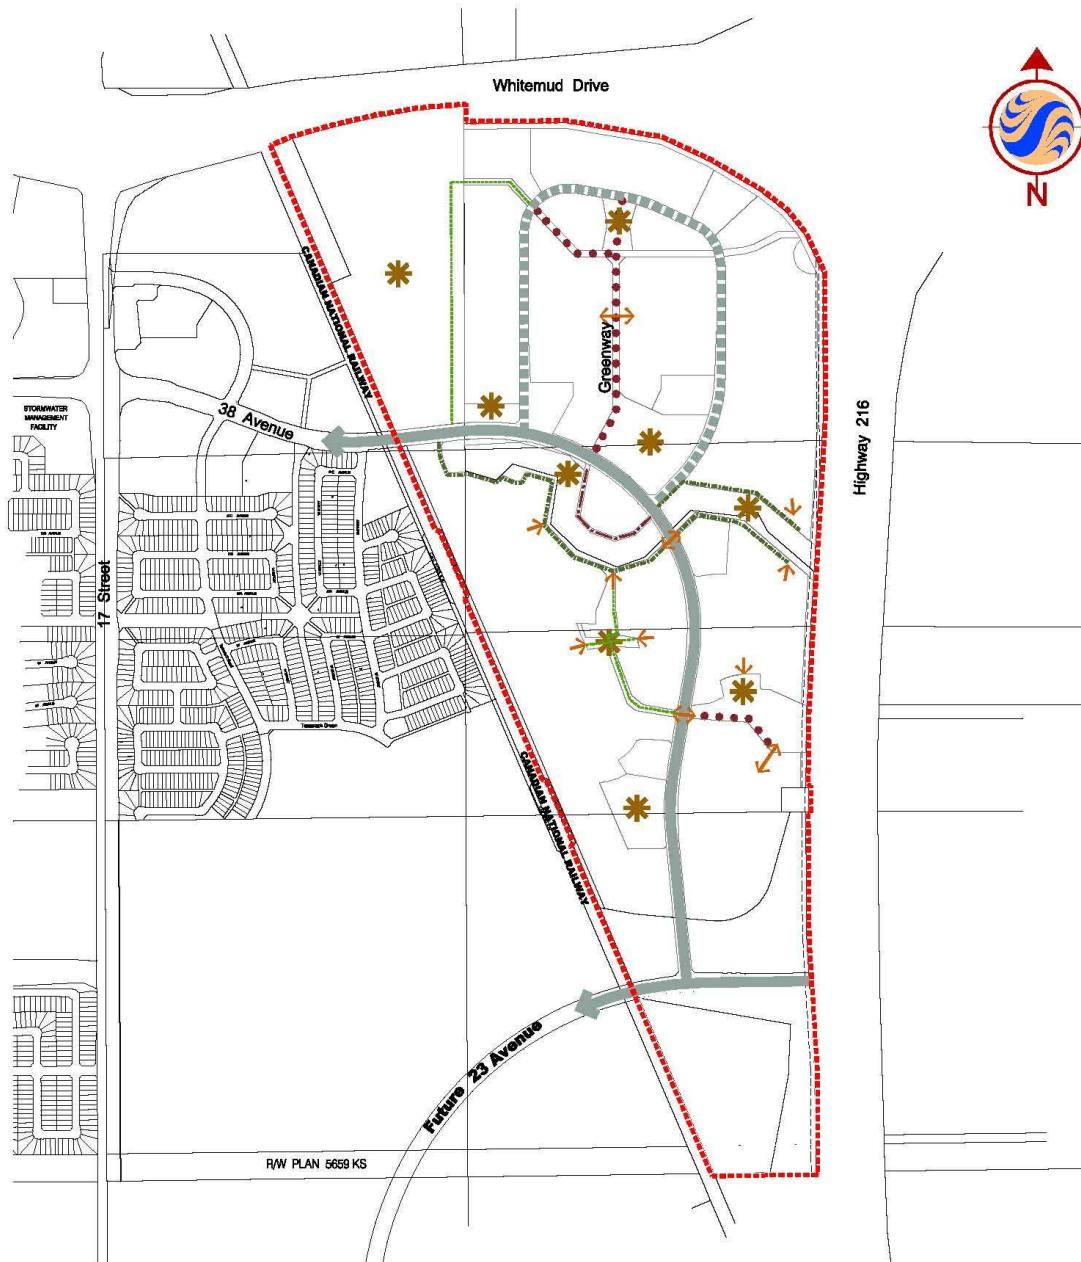 Whitemud Drive
N
CANADIAN NATIONAL RAILWAY
Greenway
38 Avenue
STORMWATER
MANAGEMENT
FACILITY
Highway 216
17 Street
CANADIAN NATIONAL RAILWAY
Future 23 Avenue
R/W PLAN 5659 KS